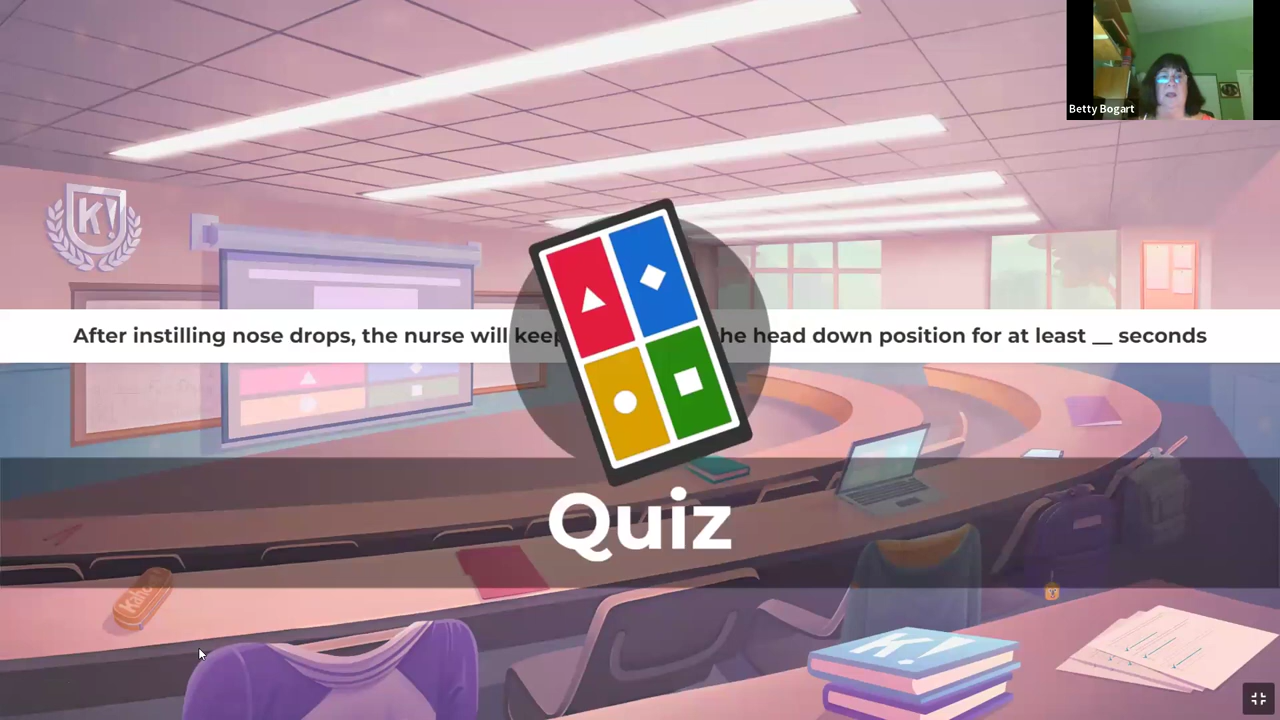 Betty Bogart
K!
After instilling nose drops, the nurse will keep he head down position for at least __ seconds
Quiz
K!